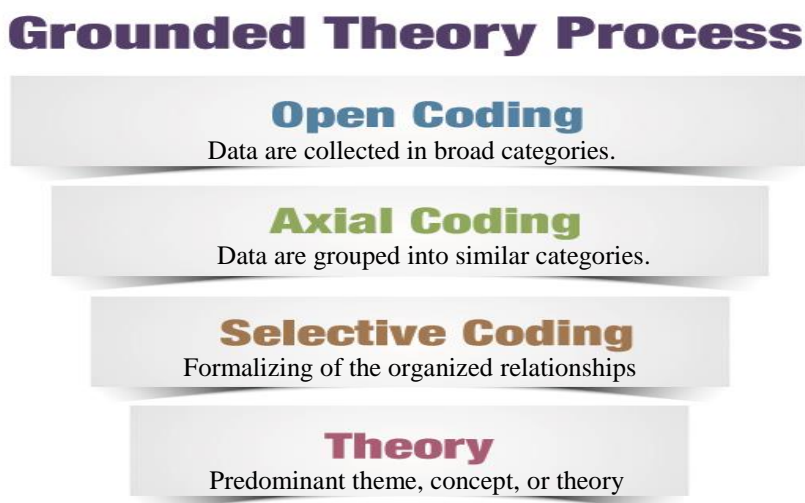 Grounded Theory Process
Open Coding
Data are collected in broad categories.
Axial Coding
Data are grouped into similar categories.
Selective Coding
Formalizing of the organized relationships
Theory
Predominant theme, concept, or theory